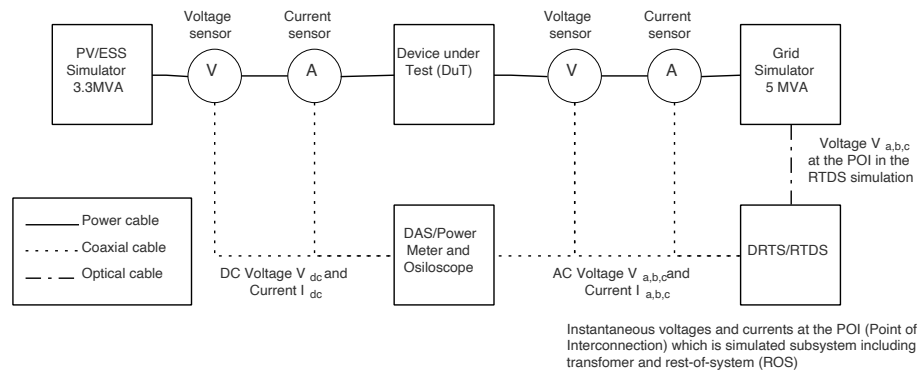 Voltage
sensor
Current
sensor
Voltage
sensor
Current
sensor
PV/ESS
Simulator
3.3MVA
V
A
Device under
Test (DuT)
V
A
Grid
Simulator
5 MVA
Voltage V a,b,c
at the POI in the
RTDS simulation
Power cable
Coaxial cable
Optical cable
DAS/Power
Meter and
Osiloscope
DRTS/RTDS
DC Voltage V dc and
Current I dc
AC Voltage V a,b,c and
Current I a,b,c
Instantaneous voltages and currents at the POI (Point of
Interconnection) which is simulated subsystem including
transfomer and rest-of-system (ROS)